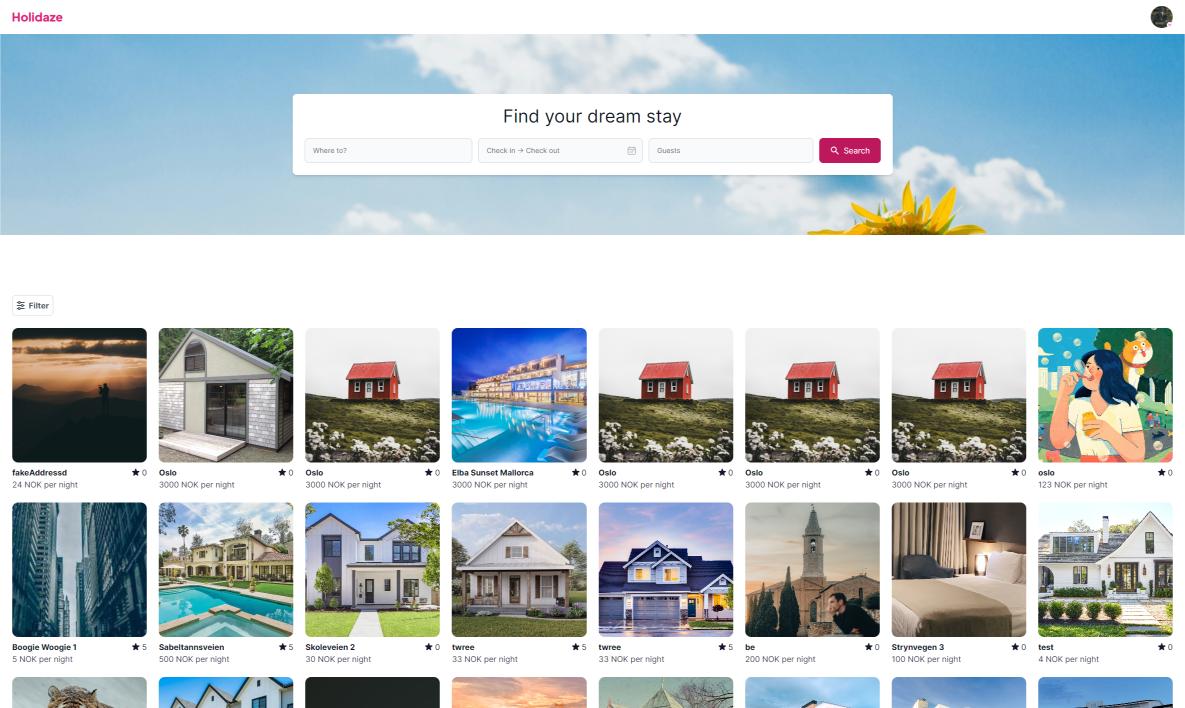 Holidaze
Find your dream stay
Where to?
Check in → Check out
Guests
Search
Filter
fakeAddressd ★ 0
24 NOK per night
Oslo ★ 0
3000 NOK per night
Oslo ★ 0
3000 NOK per night
Elba Sunset Mallorca ★ 0
3000 NOK per night
Oslo ★ 0
3000 NOK per night
Oslo ★ 0
3000 NOK per night
Oslo ★ 0
3000 NOK per night
oslo ★ 0
123 NOK per night
Boogie Woogie 1 ★ 5
5 NOK per night
Sabeltannsveien ★ 5
500 NOK per night
Skoleveien 2 ★ 0
30 NOK per night
twree ★ 5
33 NOK per night
twree ★ 5
33 NOK per night
be ★ 0
200 NOK per night
Strynvegen 3 ★ 0
100 NOK per night
test ★ 0
4 NOK per night